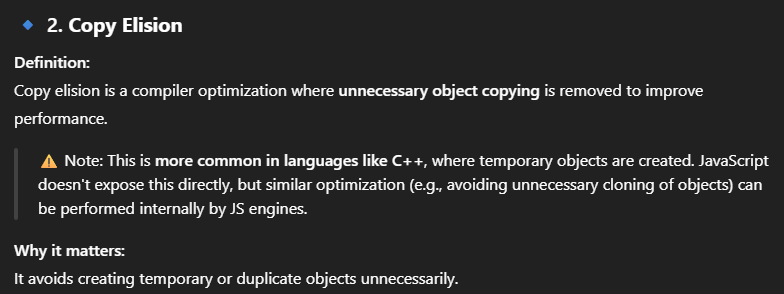 🔹 2. Copy Elision
Definition:
Copy elision is a compiler optimization where unnecessary object copying is removed to improve
performance.
⚠️ Note: This is more common in languages like C++, where temporary objects are created. JavaScript
doesn't expose this directly, but similar optimization (e.g., avoiding unnecessary cloning of objects) can
be performed internally by JS engines.
Why it matters:
It avoids creating temporary or duplicate objects unnecessarily.